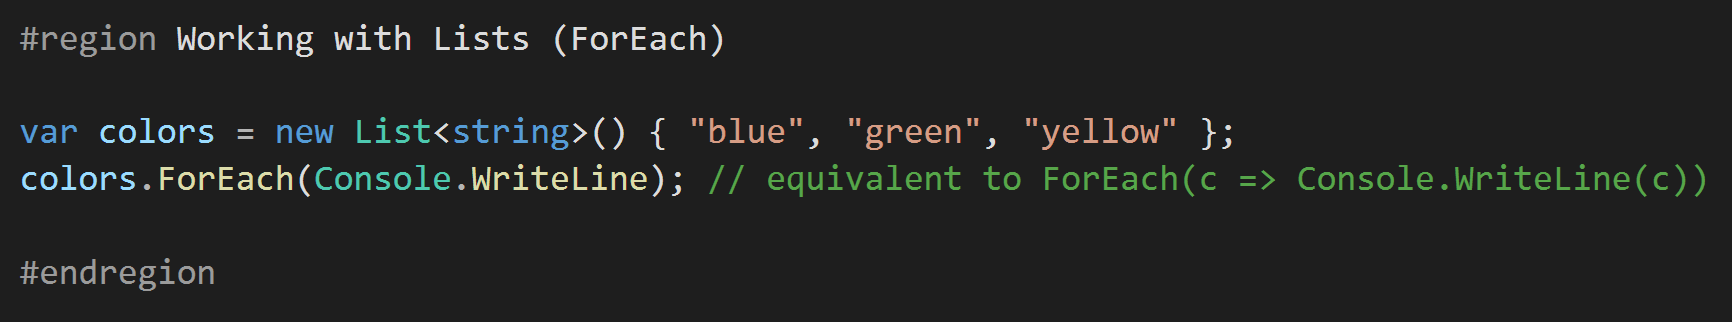 #region Working with Lists (ForEach)
var colors = new List<string>() { "blue", "green", "yellow" };
colors.ForEach(Console.WriteLine); // equivalent to ForEach(c => Console.WriteLine(c))
#endregion